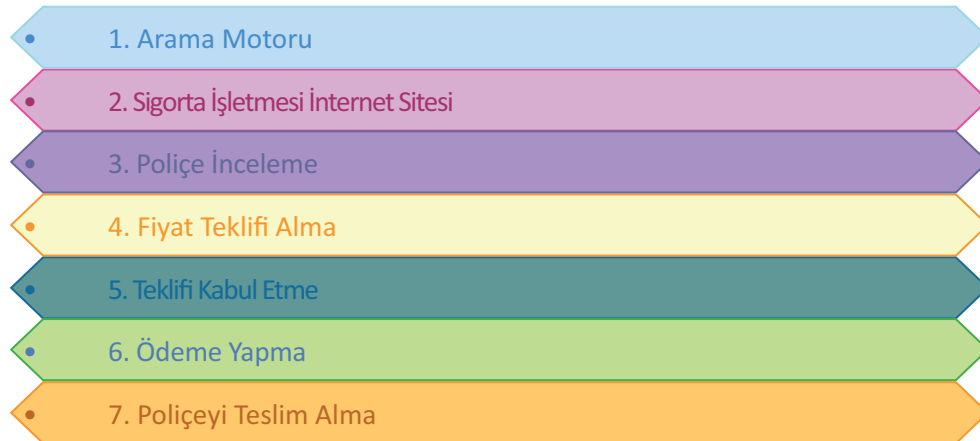 • 1. Arama Motoru
• 2. Sigorta İşletmesi İnternet Sitesi
• 3. Poliçe İnceleme
• 4. Fiyat Teklifi Alma
• 5. Teklifi Kabul Etme
• 6. Ödeme Yapma
• 7. Poliçeyi Teslim Alma